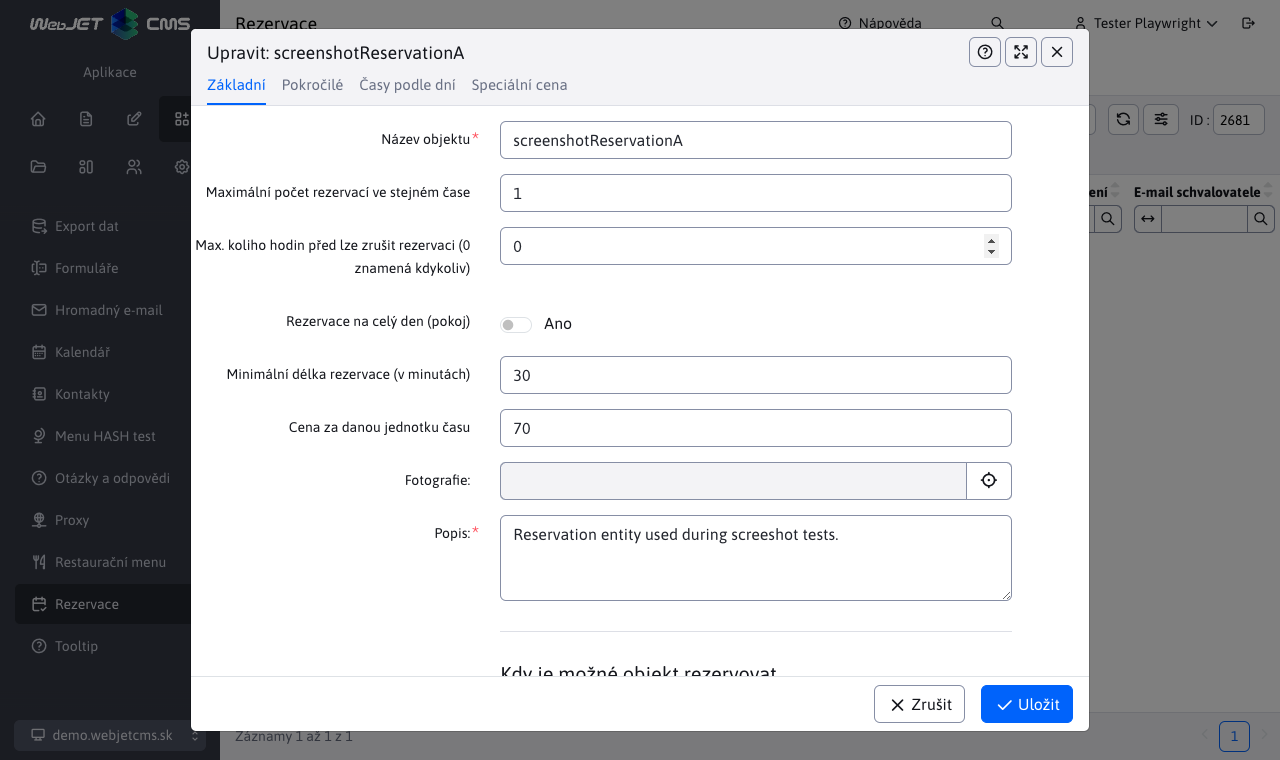 WebJET CMS
Rezervace
Nápověda
Tester Playwright
Aplikace
Upravit: screenshotReservationA
Základní
Pokročilé
Časy podle dní
Speciální cena
ID :
2681
Název objektu*
screenshotReservationA
Maximální počet rezervací ve stejném čase
1
ení
E-mail schvalovatele
Max. koliho hodin před lze zrušit rezervaci (0
znamená kdykoliv)
0
Rezervace na celý den (pokoj)
Ano
Minimální délka rezervace (v minutách)
30
Cena za danou jednotku času
70
Fotografie:
Popis:*
Reservation entity used during screeshot tests.
Kdy je možné objekt rezervovat
Zrušit
Uložit
Export dat
Formuláře
Hromadný e-mail
Kalendář
Kontakty
Menu HASH test
Otázky a odpovědi
Proxy
Restaurační menu
Rezervace
Tooltip
demo.webjetcms.sk
Záznamy 1 až 1 z 1
1